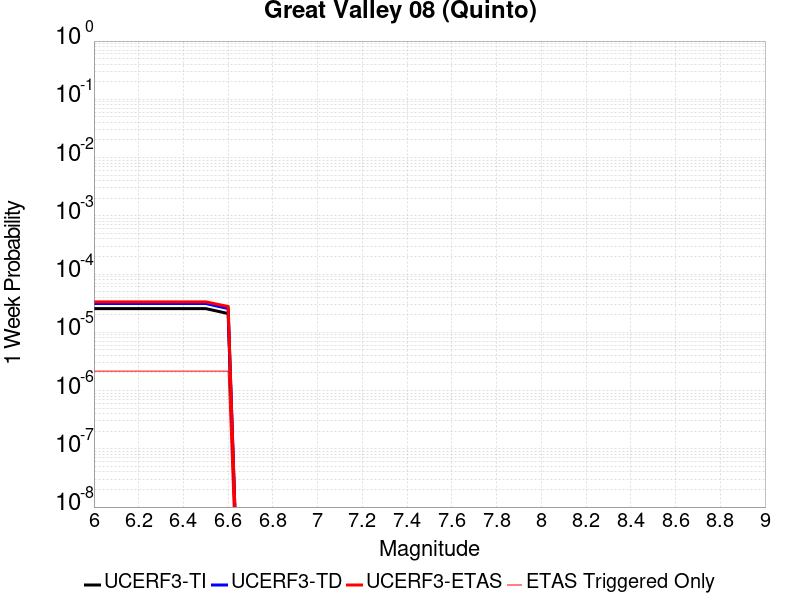 Great Valley 08 (Quinto)
10^0
10^-1
10^-2
10^-3
10^-4
10^-5
10^-6
10^-7
10^-8
1 Week Probability
6 6.2 6.4 6.6 6.8 7 7.2 7.4 7.6 7.8 8 8.2 8.4 8.6 8.8 9
Magnitude
UCERF3-TI UCERF3-TD UCERF3-ETAS ETAS Triggered Only